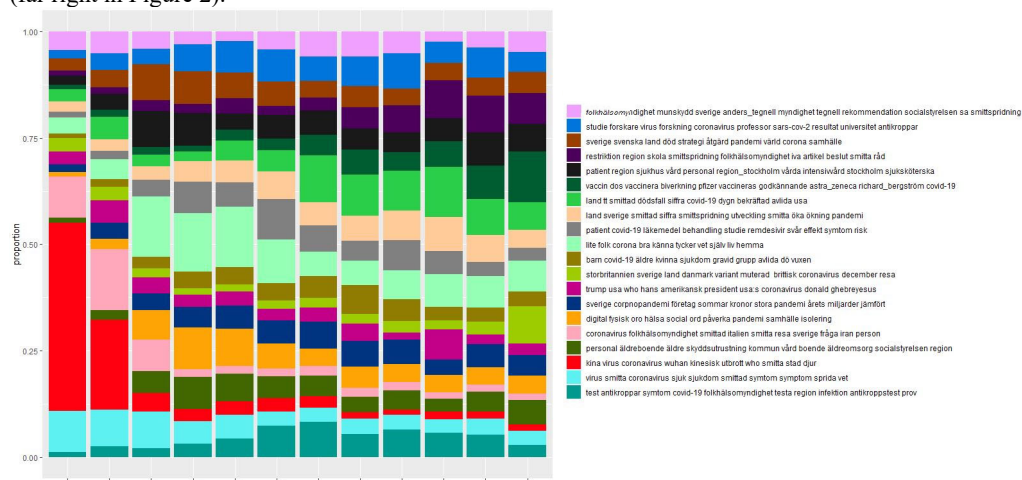 (far right in Figure 2).
1.00
0.75
0.50
0.25
0.00
proportion
folkhälsomyndighet munskydd sverige anders_tegnell myndighet tegnell rekommendation socialstyrelsen sa smittspridning
studie forskare virus forskning coronavirus professor sars-cov-2 resultat universitet antikroppar
sverige svenska land död strategi åtgärd pandemi värld corona samhälle
restriktion region skola smittspridning folkhälsomyndighet iva artikel beslut smitta råd
patient region sjukhus vård personal region_stockholm vårda intensivvård stockholm sjuksköterska
vaccin dos vaccinera biverkning pfizer vaccineras godkännande astra_zeneca richard_bergström covid-19
land tt smittad dödsfall siffra covid-19 dygn bekräftad avlida usa
land sverige smittad siffra smittspridning utveckling smitta öka ökning pandemi
patient covid-19 läkemedel behandling studie remdesivir svår effekt symtom risk
lite folk corona bra känna tycker vet själv liv hemma
barn covid-19 äldre kvinna sjukdom gravid grupp avlida dö vuxen
storbritannien sverige land danmark variant muterad brittisk coronavirus december resa
trump usa who hans amerikansk president usa:s coronavirus donald ghebreyesus
sverige corpnopandemi företag sommar kronor stora pandemi årets miljarder jämfört
digital fysisk oro hälsa social ord påverka pandemi samhälle isolering
coronavirus folkhälsomyndighet smittad italien smitta resa sverige fråga iran person
personal äldreboende äldre skyddsutrustning kommun vård boende äldreomsorg socialstyrelsen region
kina virus coronavirus wuhan kinesisk utbrott who smitta stad djur
virus smitta coronavirus sjuk sjukdom smittad symtom symptom sprida vet
test antikroppar symtom covid-19 folkhälsomyndighet testa region infektion antikroppstest prov